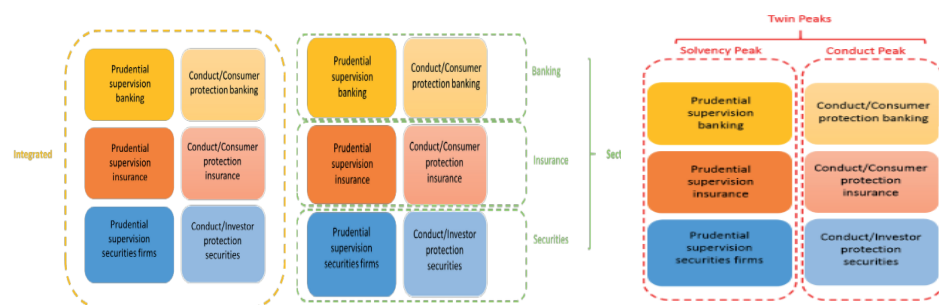 Integrated
Prudential
supervision
banking
Conduct/Consumer
protection banking
Prudential
supervision
insurance
Conduct/Consumer
protection
insurance
Prudential
supervision
securities firms
Conduct/Investor
protection
securities
Prudential
supervision
banking
Conduct/Consumer
protection banking
Banking
Prudential
supervision
insurance
Conduct/Consumer
protection
insurance
Insurance
Prudential
supervision
securities firms
Conduct/Investor
protection
securities
Securities
Sect
Twin Peaks
Solvency Peak
Conduct Peak
Prudential
supervision
banking
Conduct/Consumer
protection banking
Prudential
supervision
insurance
Conduct/Consumer
protection
insurance
Prudential
supervision
securities firms
Conduct/Investor
protection
securities